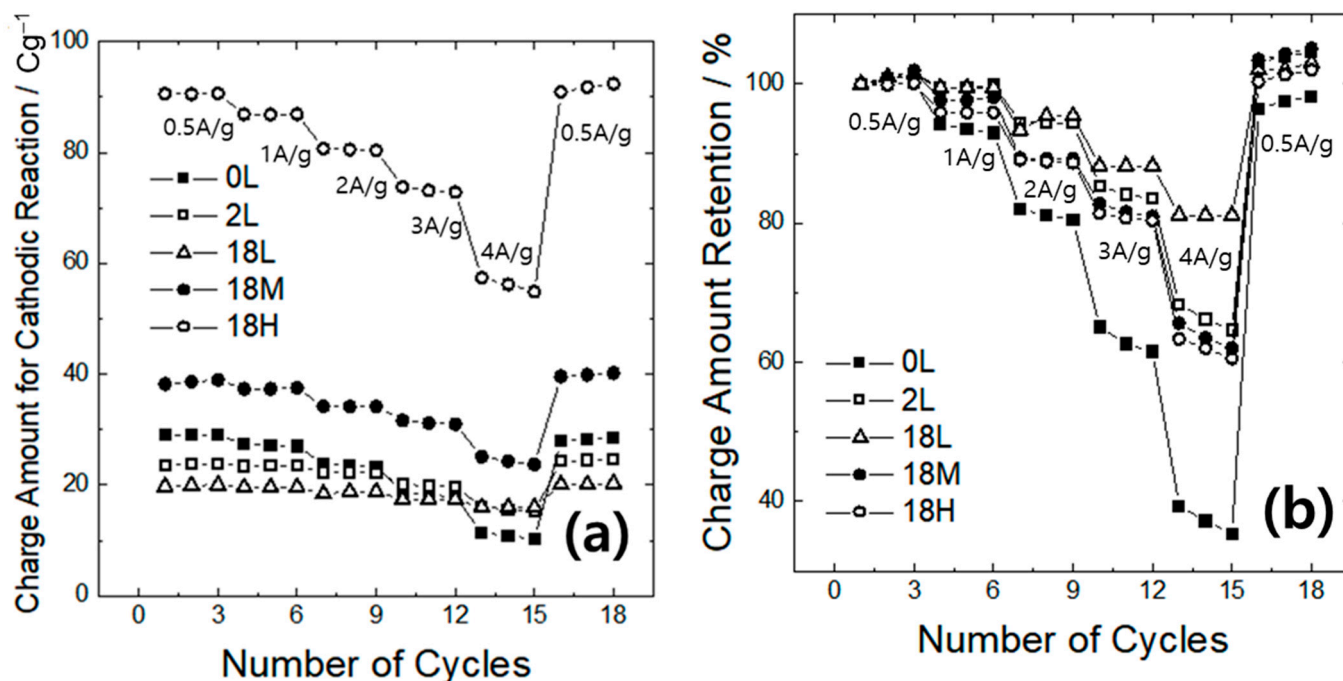 Charge Amount for Cathodic Reaction / Cg⁻¹
100
80
60
40
20
0
0.5A/g
1A/g
2A/g
3A/g
4A/g
0.5A/g
0L
2L
18L
18M
18H
(a)
0 3 6 9 12 15 18
Number of Cycles
Charge Amount Retention / %
100
80
60
40
0.5A/g
1A/g
2A/g
3A/g
4A/g
0.5A/g
0L
2L
18L
18M
18H
(b)
0 3 6 9 12 15 18
Number of Cycles